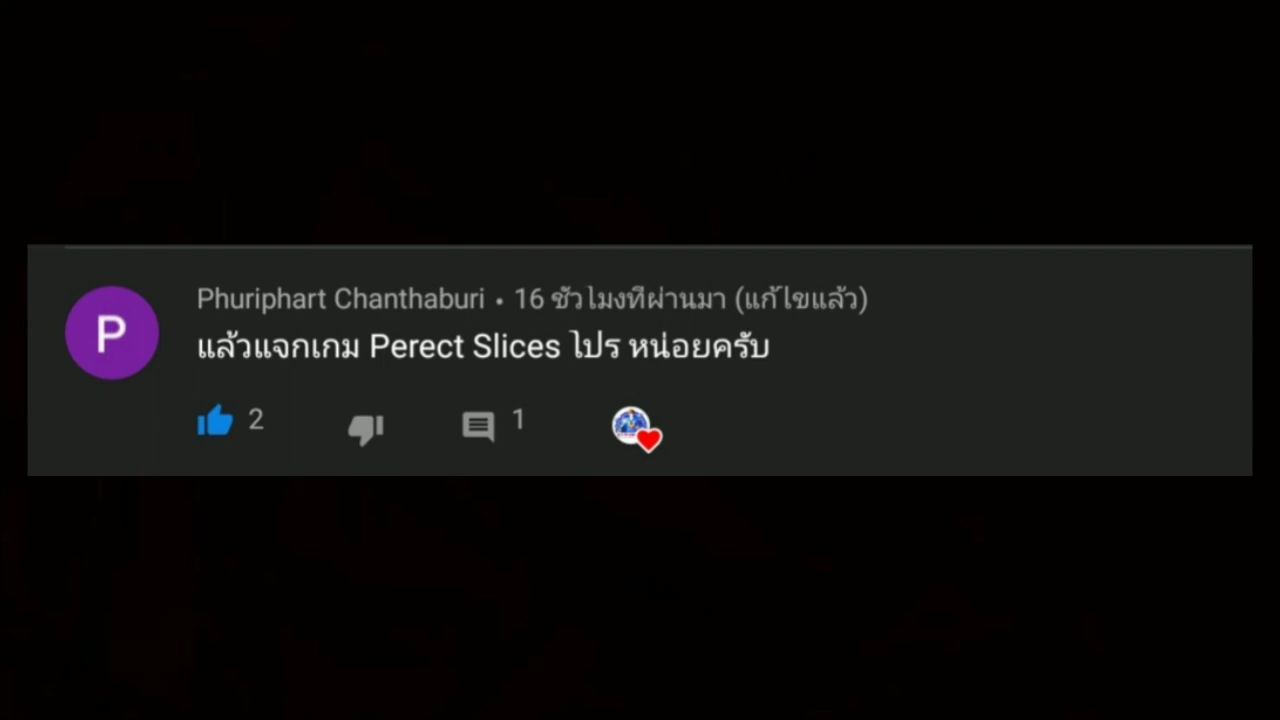 P
Phuriphart Chanthaburi • 16 ชั่วโมงที่ผ่านมา (แก้ไขแล้ว)
แล้วแจกเกม Perect Slices โปร หน่อยครับ
2 1